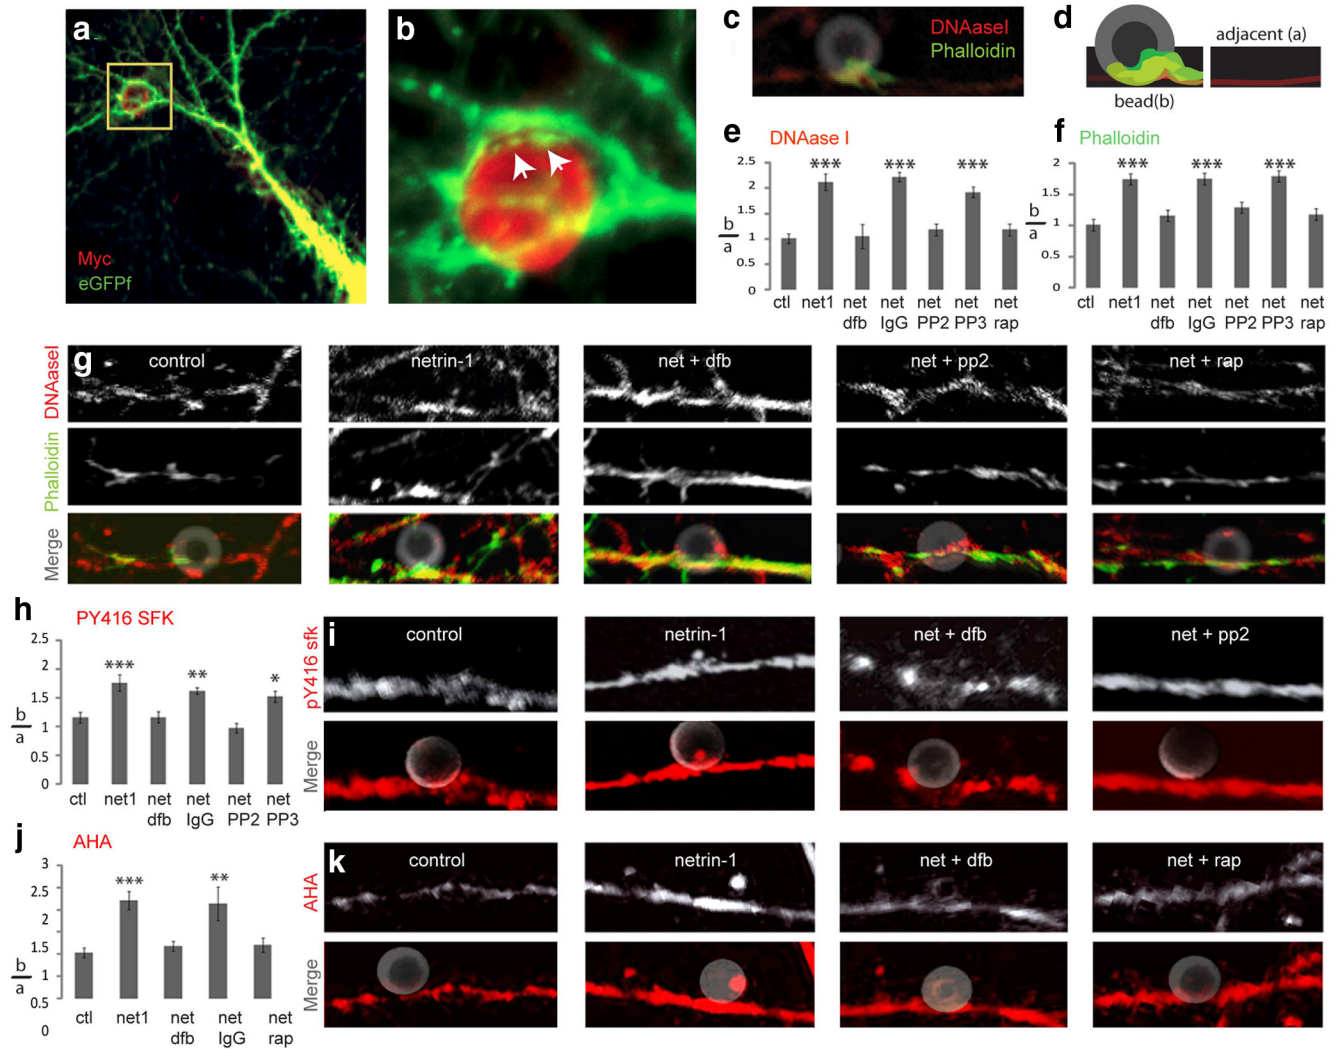 a
Myc
eGFPf
b
c
DNAaseI
Phalloidin
d
adjacent (a)
bead(b)
e
DNAase I
2.5
2
1.5
1
0.5
0
b
a
***
***
***
ctl
net1
net
dfb
net
IgG
net
PP2
net
PP3
net
rap
f
Phalloidin
2
1.5
1
0.5
0
b
a
***
***
***
ctl
net1
net
dfb
net
IgG
net
PP2
net
PP3
net
rap
g
DNAaseI
Phalloidin
Merge
control
netrin-1
net + dfb
net + pp2
net + rap
h
PY416 SFK
2.5
2
1.5
1
0.5
0
b
a
***
**
*
ctl
net1
net
dfb
net
IgG
net
PP2
net
PP3
i
pY416 sfk
Merge
control
netrin-1
net + dfb
net + pp2
j
AHA
3
2.5
2
1.5
1
0.5
0
b
a
***
**
ctl
net1
net
dfb
net
IgG
net
rap
k
AHA
Merge
control
netrin-1
net + dfb
net + rap